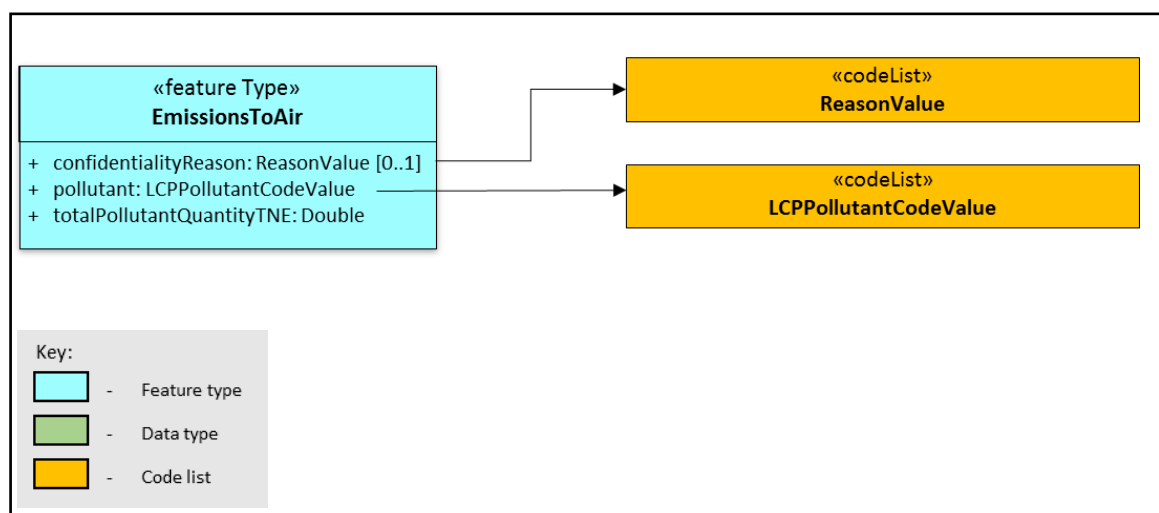 «feature Type»
EmissionsToAir
+ confidentialityReason: ReasonValue [0..1]
+ pollutant: LCPPollutantCodeValue
+ totalPollutantQuantityTNE: Double
«codeList»
ReasonValue
«codeList»
LCPPollutantCodeValue
Key:
- Feature type
- Data type
- Code list